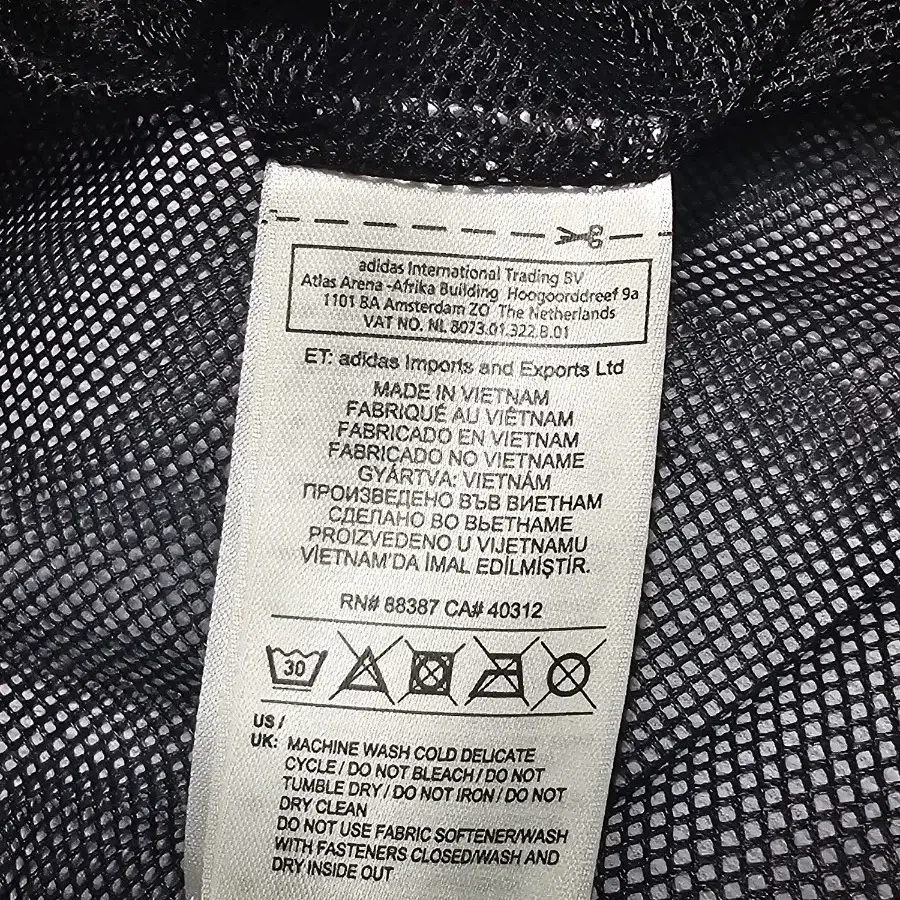 adidas International Trading BV
Atlas Arena -Afrika Building Hoogoorddreef 9a
1101 BA Amsterdam ZO The Netherlands
VAT NO. NL 8073.01.322.B.01
ET: adidas Imports and Exports Ltd
MADE IN VIETNAM
FABRIQUÉ AU VIÊTNAM
FABRICADO EN VIETNAM
FABRICADO NO VIETNAME
GYÁRTVA: VIETNÁM
ПРОИЗВЕДЕНО ВЪВ ВИЕТНАМ
СДЕЛАНО ВО ВЬЕТНАМЕ
PROIZVEDENO U VIJETNAMU
VİETNAM'DA İMAL EDİLMİŞTİR.
RN# 88387 CA# 40312
30
US /
UK: MACHINE WASH COLD DELICATE
CYCLE / DO NOT BLEACH / DO NOT
TUMBLE DRY / DO NOT IRON / DO NOT
DRY CLEAN
DO NOT USE FABRIC SOFTENER/WASH
WITH FASTENERS CLOSED/WASH AND
DRY INSIDE OUT